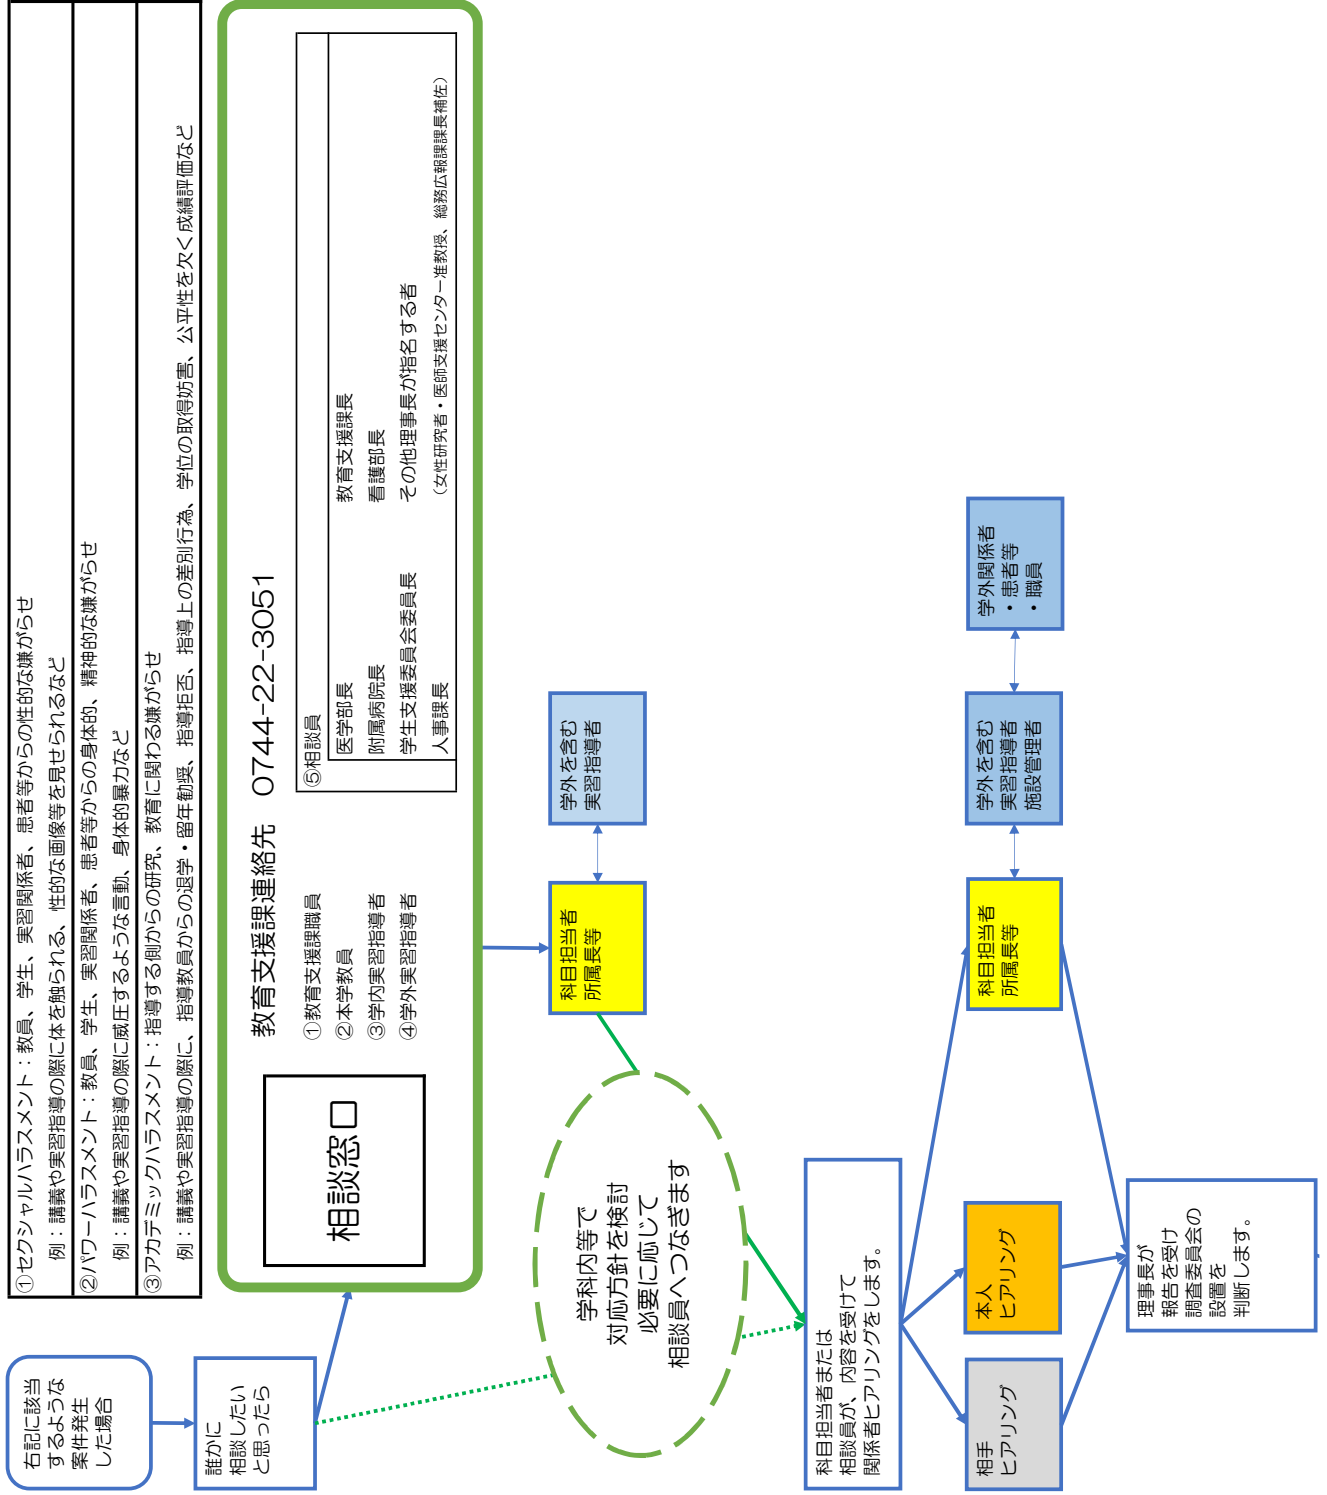 右記に該当
するような
案件発生
した場合
①セクシャルハラスメント：教員、学生、実習関係者、患者等からの性的な嫌がらせ
例：講義や実習指導の際に体を触られる、性的な画像等を見せられるなど
②パワーハラスメント：教員、学生、実習関係者、患者等からの身体的、精神的な嫌がらせ
例：講義や実習指導の際に威圧するような言動、身体的暴力など
③アカデミックハラスメント：指導する側からの研究、教育に関わる嫌がらせ
例：講義や実習指導の際に、指導教員からの退学・留年勧奨、指導拒否、指導上の差別行為、学位の取得妨害、公平性を欠く成績評価など
誰かに
相談したい
と思ったら
相談窓口
教育支援課連絡先　0744-22-3051
①教育支援課職員
②本学教員
③学内実習指導者
④学外実習指導者
⑤相談員
医学部長　教育支援課長
附属病院長　看護部長
学生支援委員会委員長　その他理事長が指名する者
人事課長　（女性研究者・医師支援センター准教授、総務広報課課長補佐）
科目担当者
所属長等
学外を含む
実習指導者
学科内等で
対応方針を検討
必要に応じて
相談員へつなぎます
科目担当者または
相談員が、内容を受けて
関係者ヒアリングをします。
相手
ヒアリング
本人
ヒアリング
科目担当者
所属長等
学外を含む
実習指導者
施設管理者
学外関係者
・患者等
・職員
理事長が
報告を受け
調査委員会の
設置を
判断します。